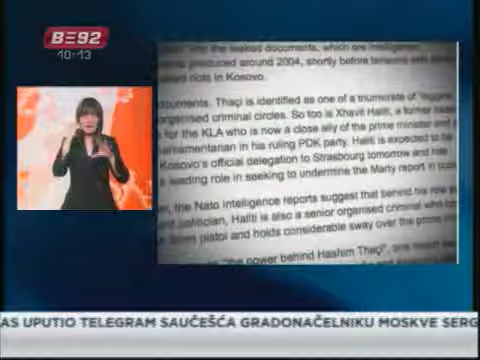 B92
10:13
into the leaked documents, which are intelligence
produced around 2004, shortly before tensions
riots in Kosovo.
documents, Thaçi is identified as one of a triumvirate of "biggest
organised criminal circles. So too is Xhavit Haliti, a former head
for the KLA who is now a close ally of the prime minister and
parliamentarian in his ruling PDK party. Haliti is expected to
Kosovo's official delegation to Strasbourg tomorrow and has
a leading role in seeking to undermine the Marty report in
the Nato intelligence reports suggest that behind his role
politician, Haliti is also a senior organised criminal who
pistol and holds considerable sway over the prime
"the power behind Hashim Thaçi", one
AS UPUTIO TELEGRAM SAUČEŠĆA GRADONAČELNIKU MOSKVE SERG